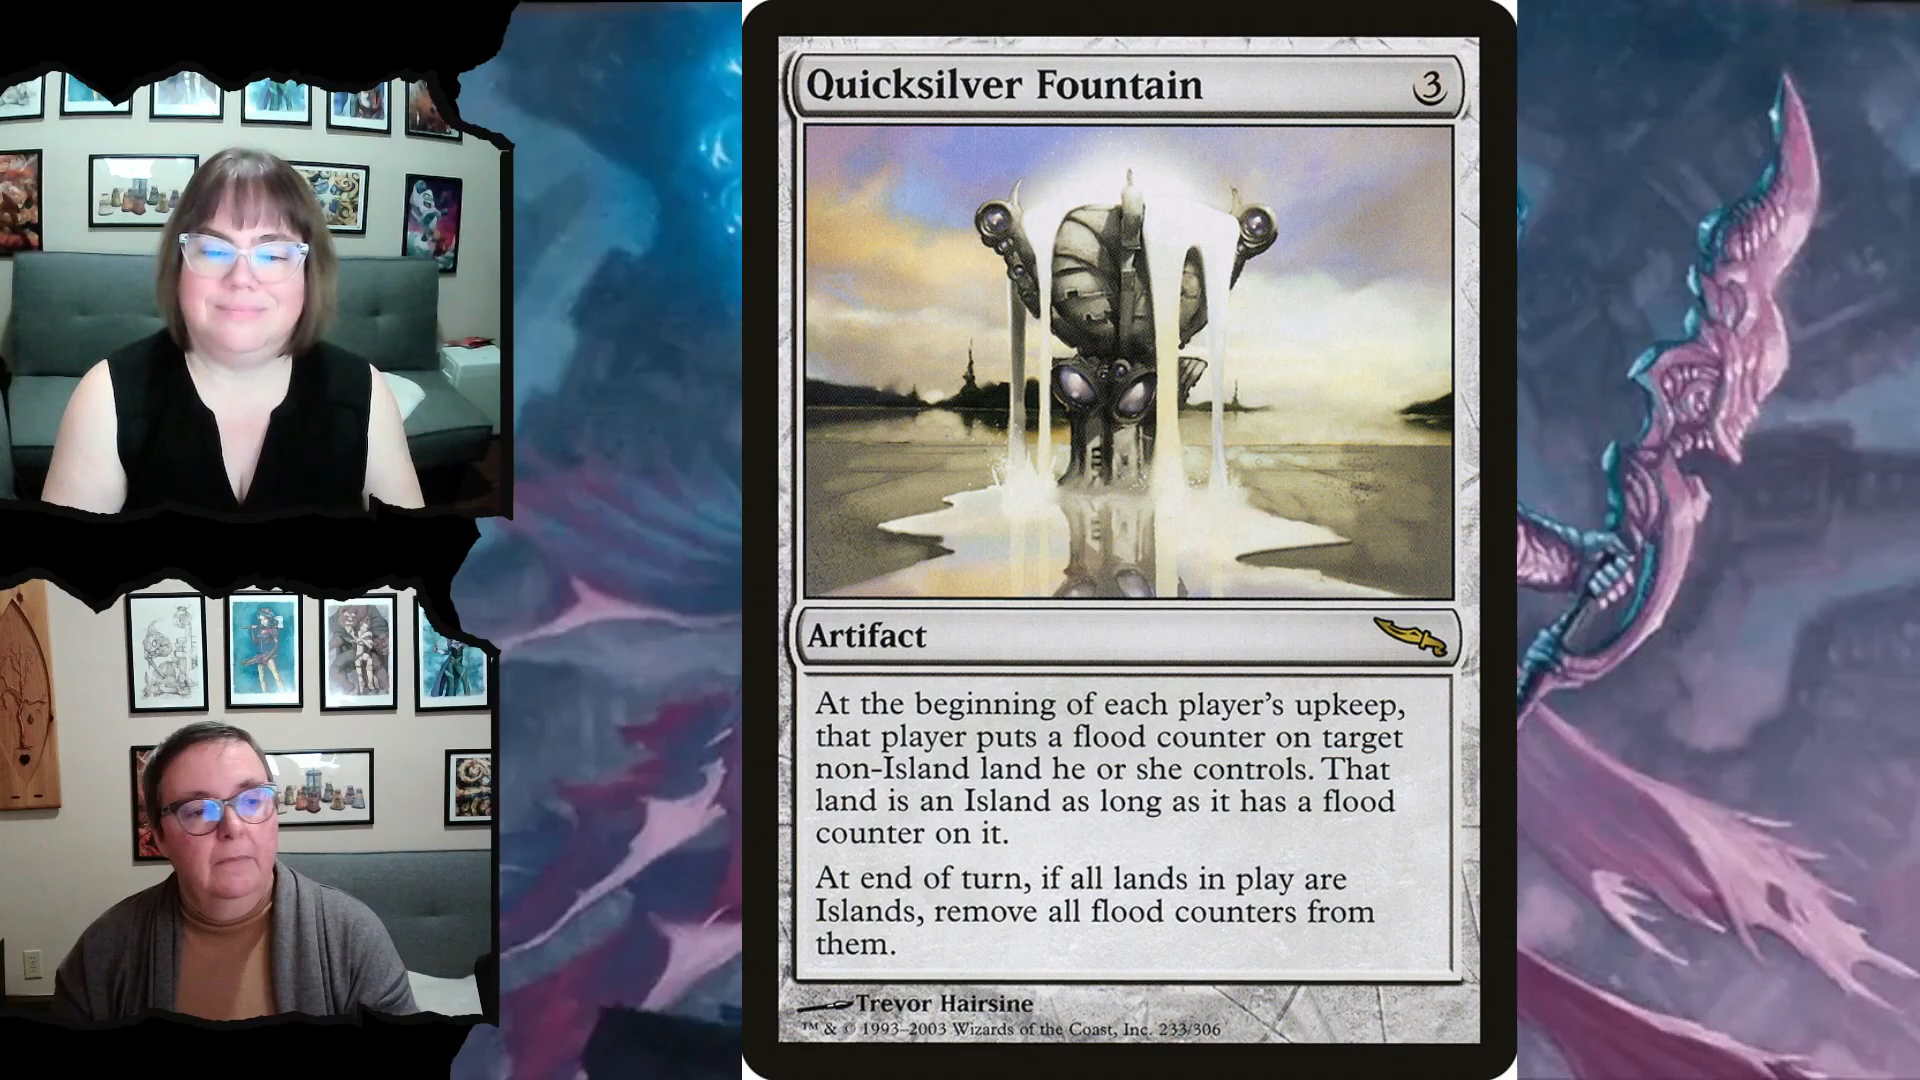 Quicksilver Fountain 3
Artifact
At the beginning of each player's upkeep,
that player puts a flood counter on target
non-Island land he or she controls. That
land is an Island as long as it has a flood
counter on it.
At end of turn, if all lands in play are
Islands, remove all flood counters from
them.
Trevor Hairsine
™ & © 1993–2003 Wizards of the Coast, Inc. 233/306